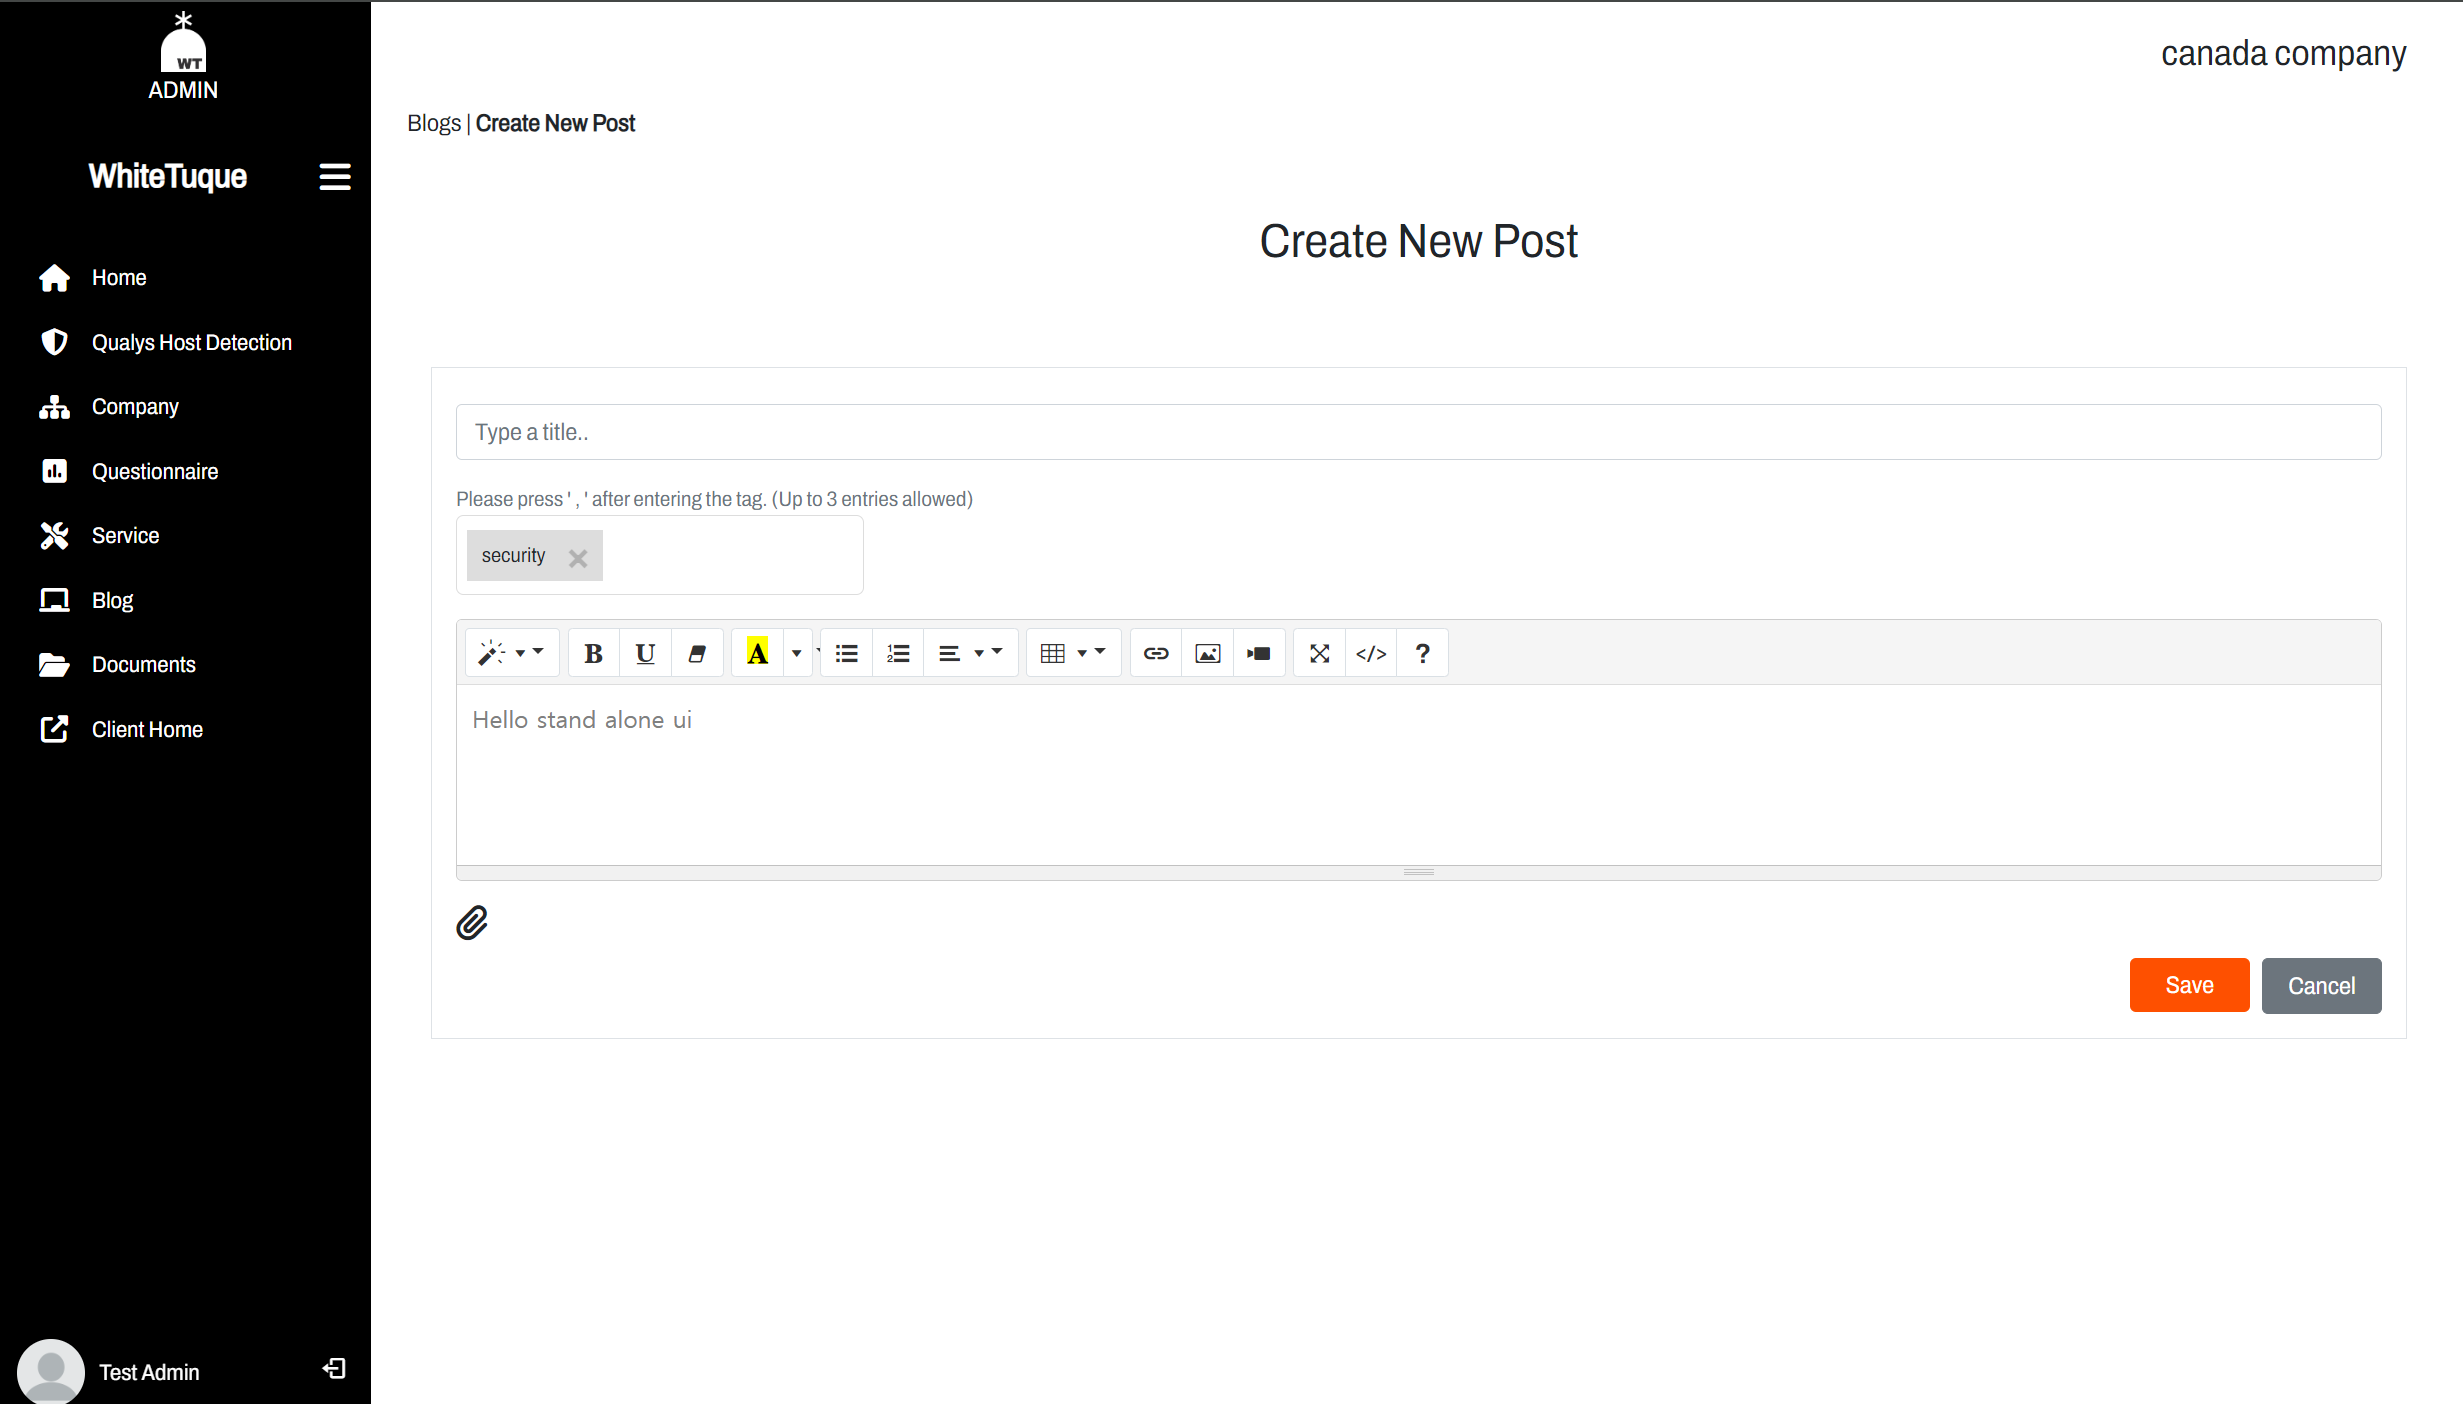 WT
ADMIN
WhiteTuque
Home
Qualys Host Detection
Company
Questionnaire
Service
Blog
Documents
Client Home
Test Admin
canada company
Blogs | Create New Post
Create New Post
Type a title..
Please press ' , ' after entering the tag. (Up to 3 entries allowed)
security
B U A </> ?
Hello stand alone ui
Save Cancel